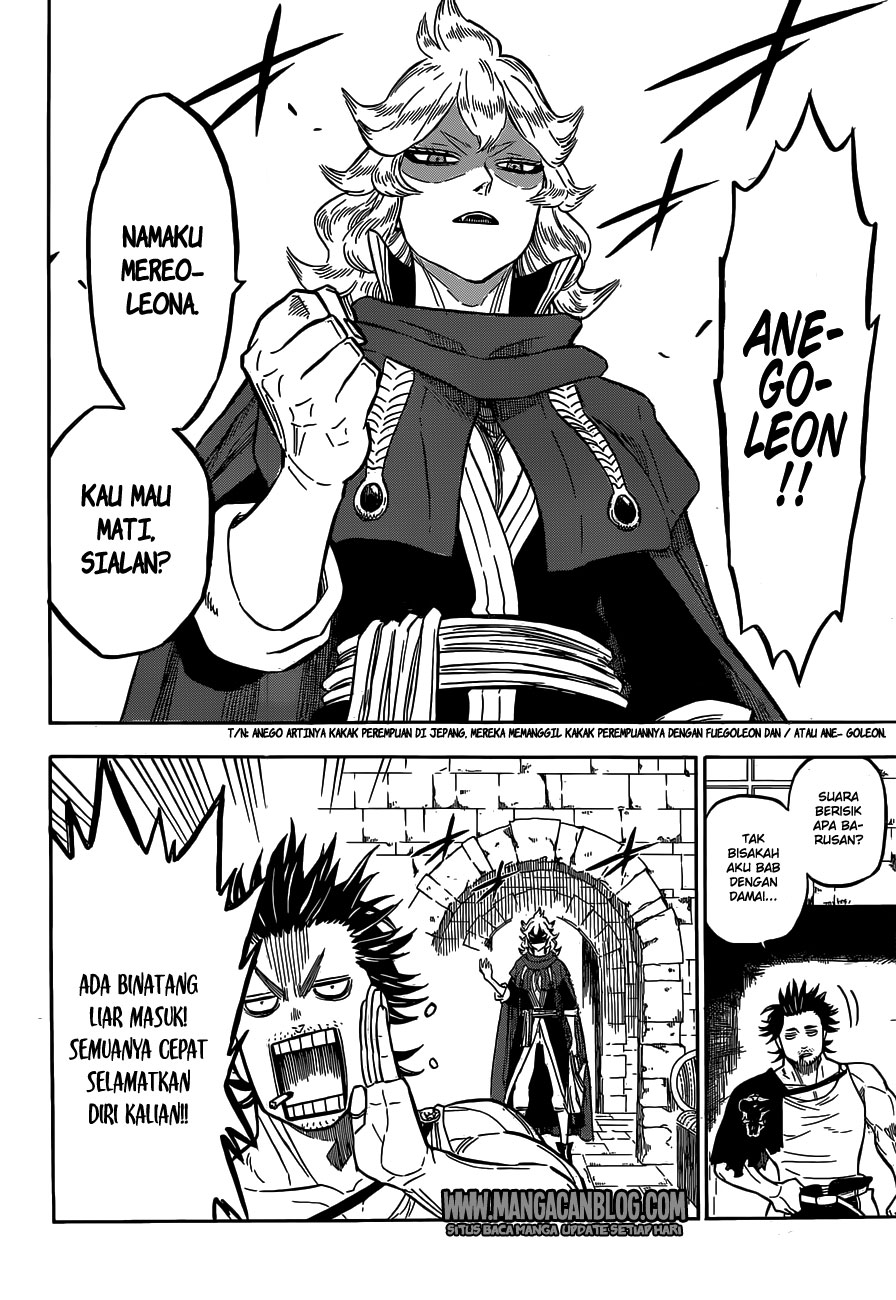 ANE-
GO-
LEON
!!
NAMAKU
MEREO-
LEONA.
KAU MAU
MATI,
SIALAN?
T/N: ANEGO ARTINYA KAKAK PEREMPUAN DI JEPANG, MEREKA MEMANGGIL KAKAK PEREMPUANNYA DENGAN FUEGOLEON DAN / ATAU ANE- GOLEON.
SUARA
BERISIK
APA BA-
RUSAN?
TAK
BISAKAH
AKU BAB
DENGAN
DAMAI...
ADA BINATANG
LIAR MASUK!
SEMUANYA CEPAT
SELAMATKAN
DIRI KALIAN!!
WWW.MANGACANBLOG.COM
SITUS BACA MANGA UPDATE SETIAP HARI